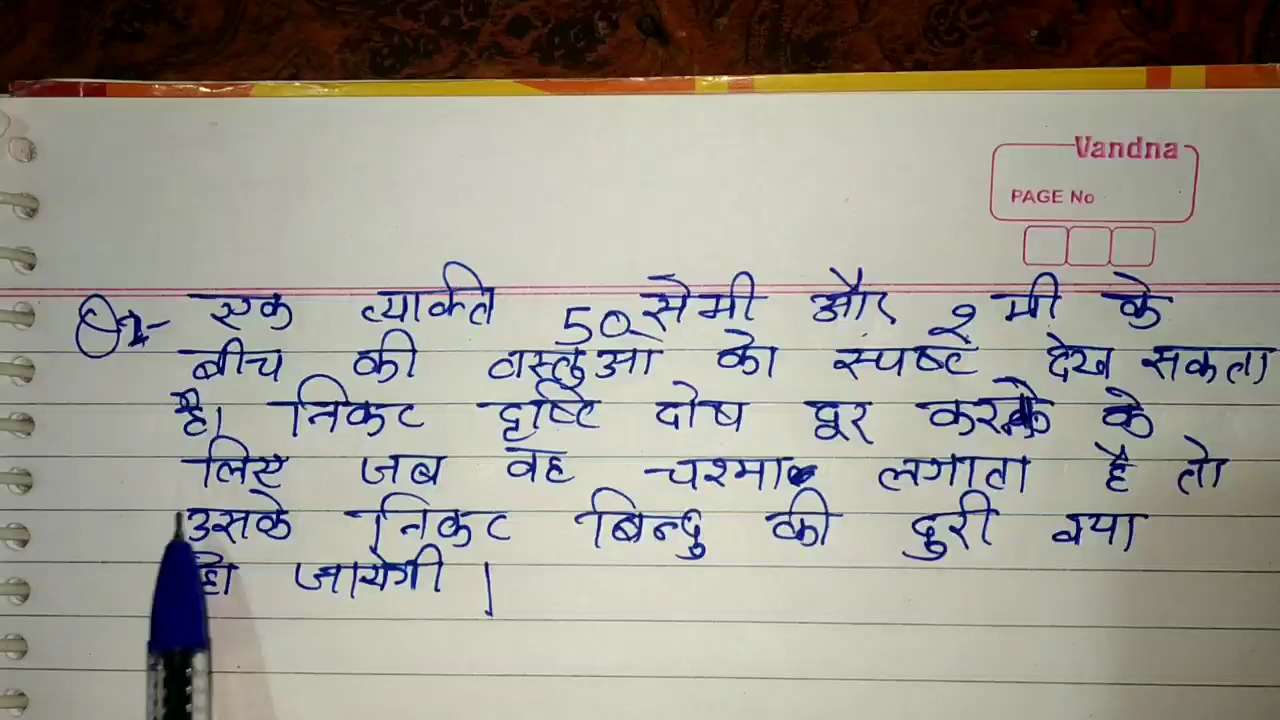 Vandna
PAGE No
Q1- एक व्यक्ति 50 सेमी और 2 मी के
बीच की वस्तुओ को स्पष्ट देख सकता
है। निकट दृष्टि दोष दूर करने के
लिए जब वह चश्मा लगाता है तो
उसके निकट बिन्दु की दुरी क्या
हो जायेगी।